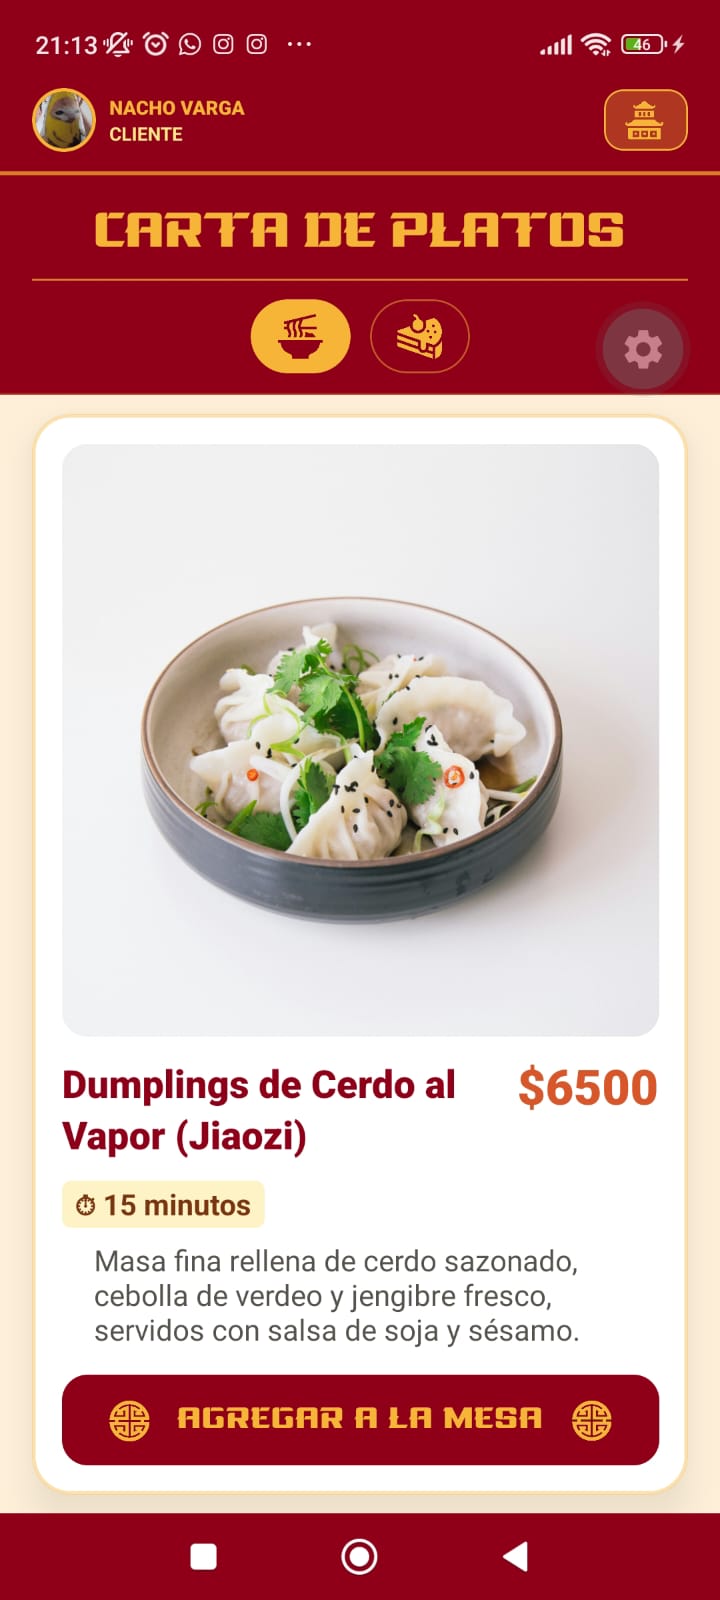 21:13
46
NACHO VARGA
CLIENTE
CARTA DE PLATOS
Dumplings de Cerdo al
Vapor (Jiaozi)
$6500
15 minutos
Masa fina rellena de cerdo sazonado,
cebolla de verdeo y jengibre fresco,
servidos con salsa de soja y sésamo.
AGREGAR A LA MESA